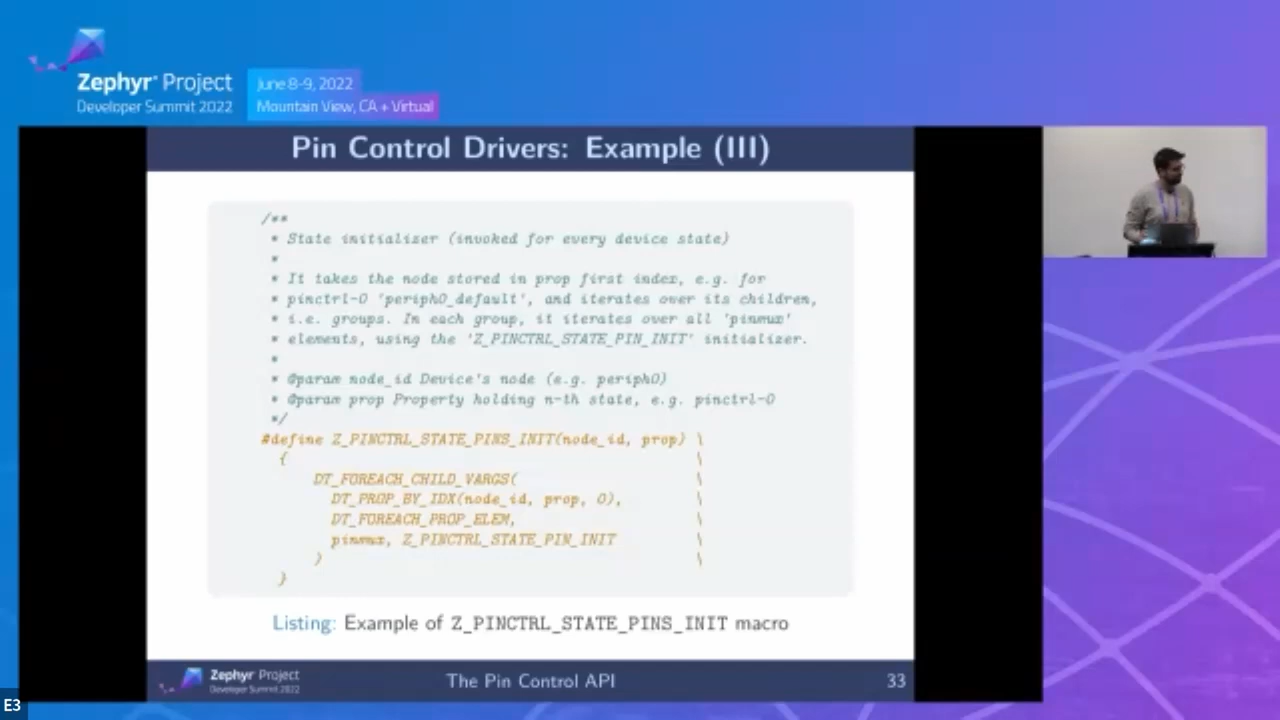 Zephyr® Project
Developer Summit 2022
June 8-9, 2022
Mountain View, CA + Virtual
Pin Control Drivers: Example (III)
/**
* State initializer (invoked for every device state)
*
* It takes the node stored in prop first index, e.g. for
* pinctrl-0 'periph0_default', and iterates over its children,
* i.e. groups. In each group, it iterates over all 'pinmux'
* elements, using the 'Z_PINCTRL_STATE_PIN_INIT' initializer.
*
* @param node_id Device's node (e.g. periph0)
* @param prop Property holding n-th state, e.g. pinctrl-0
*/
#define Z_PINCTRL_STATE_PINS_INIT(node_id, prop) \
{ \
DT_FOREACH_CHILD_VARGS( \
DT_PROP_BY_IDX(node_id, prop, 0), \
DT_FOREACH_PROP_ELEM, \
pinmux, Z_PINCTRL_STATE_PIN_INIT \
) \
}
Listing: Example of Z_PINCTRL_STATE_PINS_INIT macro
Zephyr Project
Developer Summit 2022
The Pin Control API
33
E3